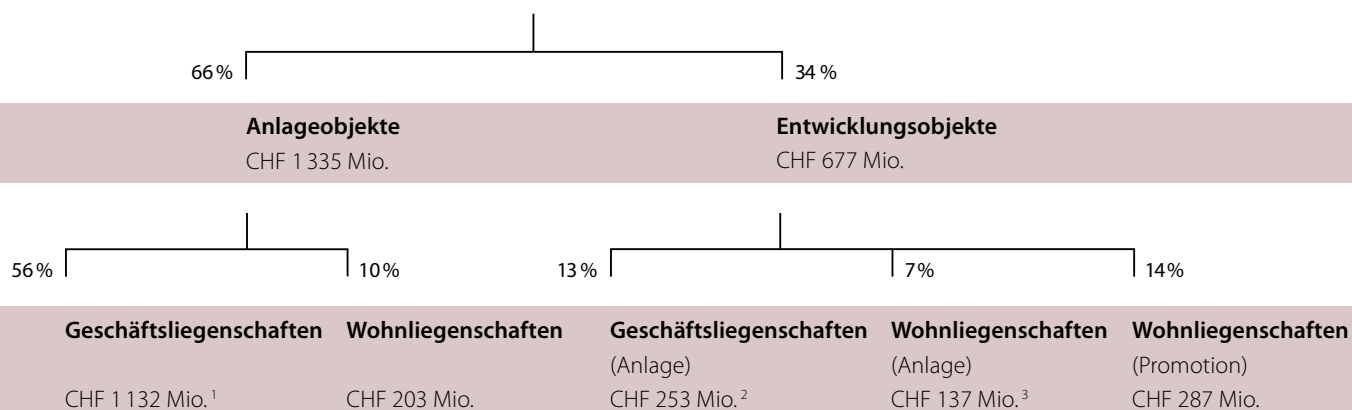 66 % 34 %
Anlageobjekte Entwicklungsobjekte
CHF 1 335 Mio. CHF 677 Mio.
56 % 10 % 13 % 7 % 14 %
Geschäftsliegenschaften Wohnliegenschaften Geschäftsliegenschaften Wohnliegenschaften Wohnliegenschaften
(Anlage) (Anlage) (Promotion)
CHF 1 132 Mio. ¹ CHF 203 Mio. CHF 253 Mio. ² CHF 137 Mio. ³ CHF 287 Mio.